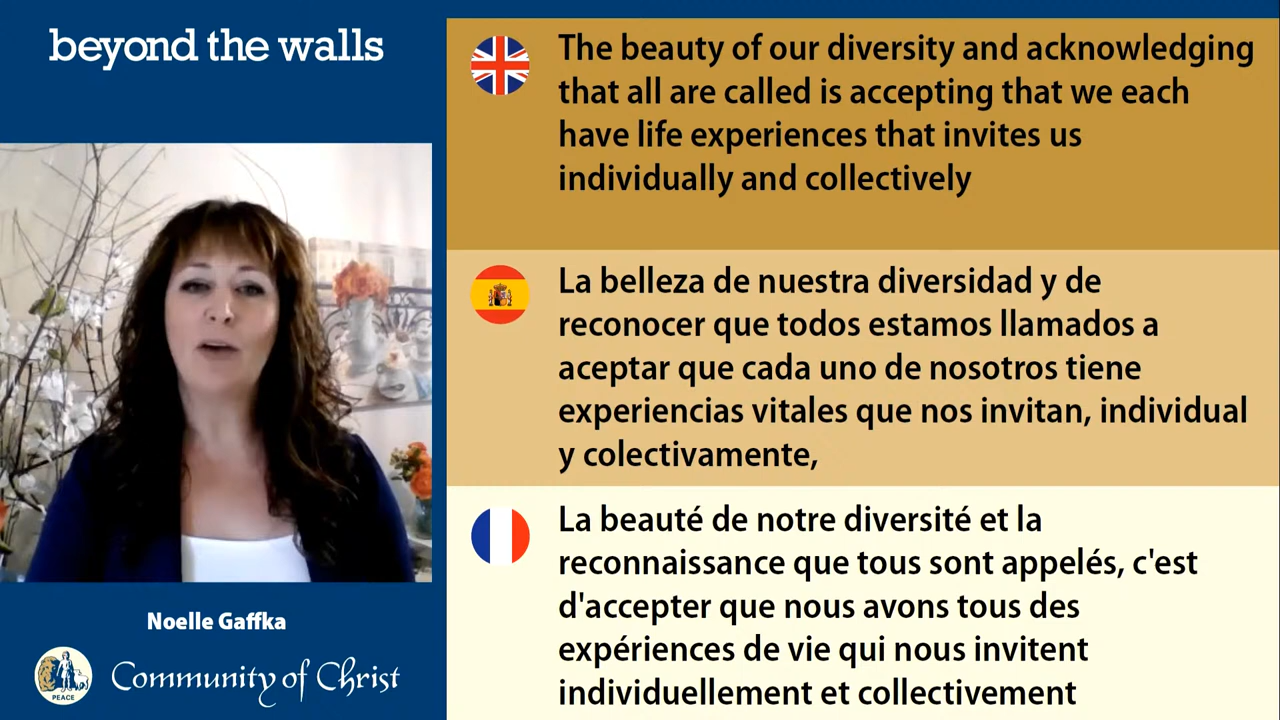 beyond the walls
The beauty of our diversity and acknowledging
that all are called is accepting that we each
have life experiences that invites us
individually and collectively
La belleza de nuestra diversidad y de
reconocer que todos estamos llamados a
aceptar que cada uno de nosotros tiene
experiencias vitales que nos invitan, individual
y colectivamente,
La beauté de notre diversité et la
reconnaissance que tous sont appelés, c'est
d'accepter que nous avons tous des
expériences de vie qui nous invitent
individuellement et collectivement
Noelle Gaffka
PEACE
Community of Christ